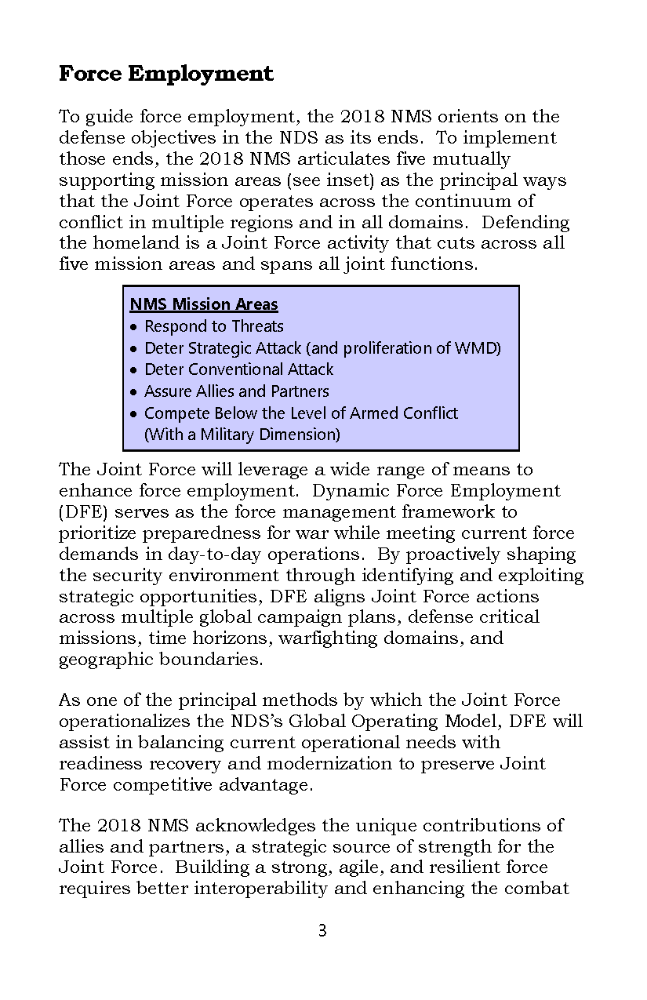 Force Employment
To guide force employment, the 2018 NMS orients on the
defense objectives in the NDS as its ends.  To implement
those ends, the 2018 NMS articulates five mutually
supporting mission areas (see inset) as the principal ways
that the Joint Force operates across the continuum of
conflict in multiple regions and in all domains.  Defending
the homeland is a Joint Force activity that cuts across all
five mission areas and spans all joint functions.
NMS Mission Areas
• Respond to Threats
• Deter Strategic Attack (and proliferation of WMD)
• Deter Conventional Attack
• Assure Allies and Partners
• Compete Below the Level of Armed Conflict
(With a Military Dimension)
The Joint Force will leverage a wide range of means to
enhance force employment.  Dynamic Force Employment
(DFE) serves as the force management framework to
prioritize preparedness for war while meeting current force
demands in day-to-day operations.  By proactively shaping
the security environment through identifying and exploiting
strategic opportunities, DFE aligns Joint Force actions
across multiple global campaign plans, defense critical
missions, time horizons, warfighting domains, and
geographic boundaries.
As one of the principal methods by which the Joint Force
operationalizes the NDS’s Global Operating Model, DFE will
assist in balancing current operational needs with
readiness recovery and modernization to preserve Joint
Force competitive advantage.
The 2018 NMS acknowledges the unique contributions of
allies and partners, a strategic source of strength for the
Joint Force.  Building a strong, agile, and resilient force
requires better interoperability and enhancing the combat
3